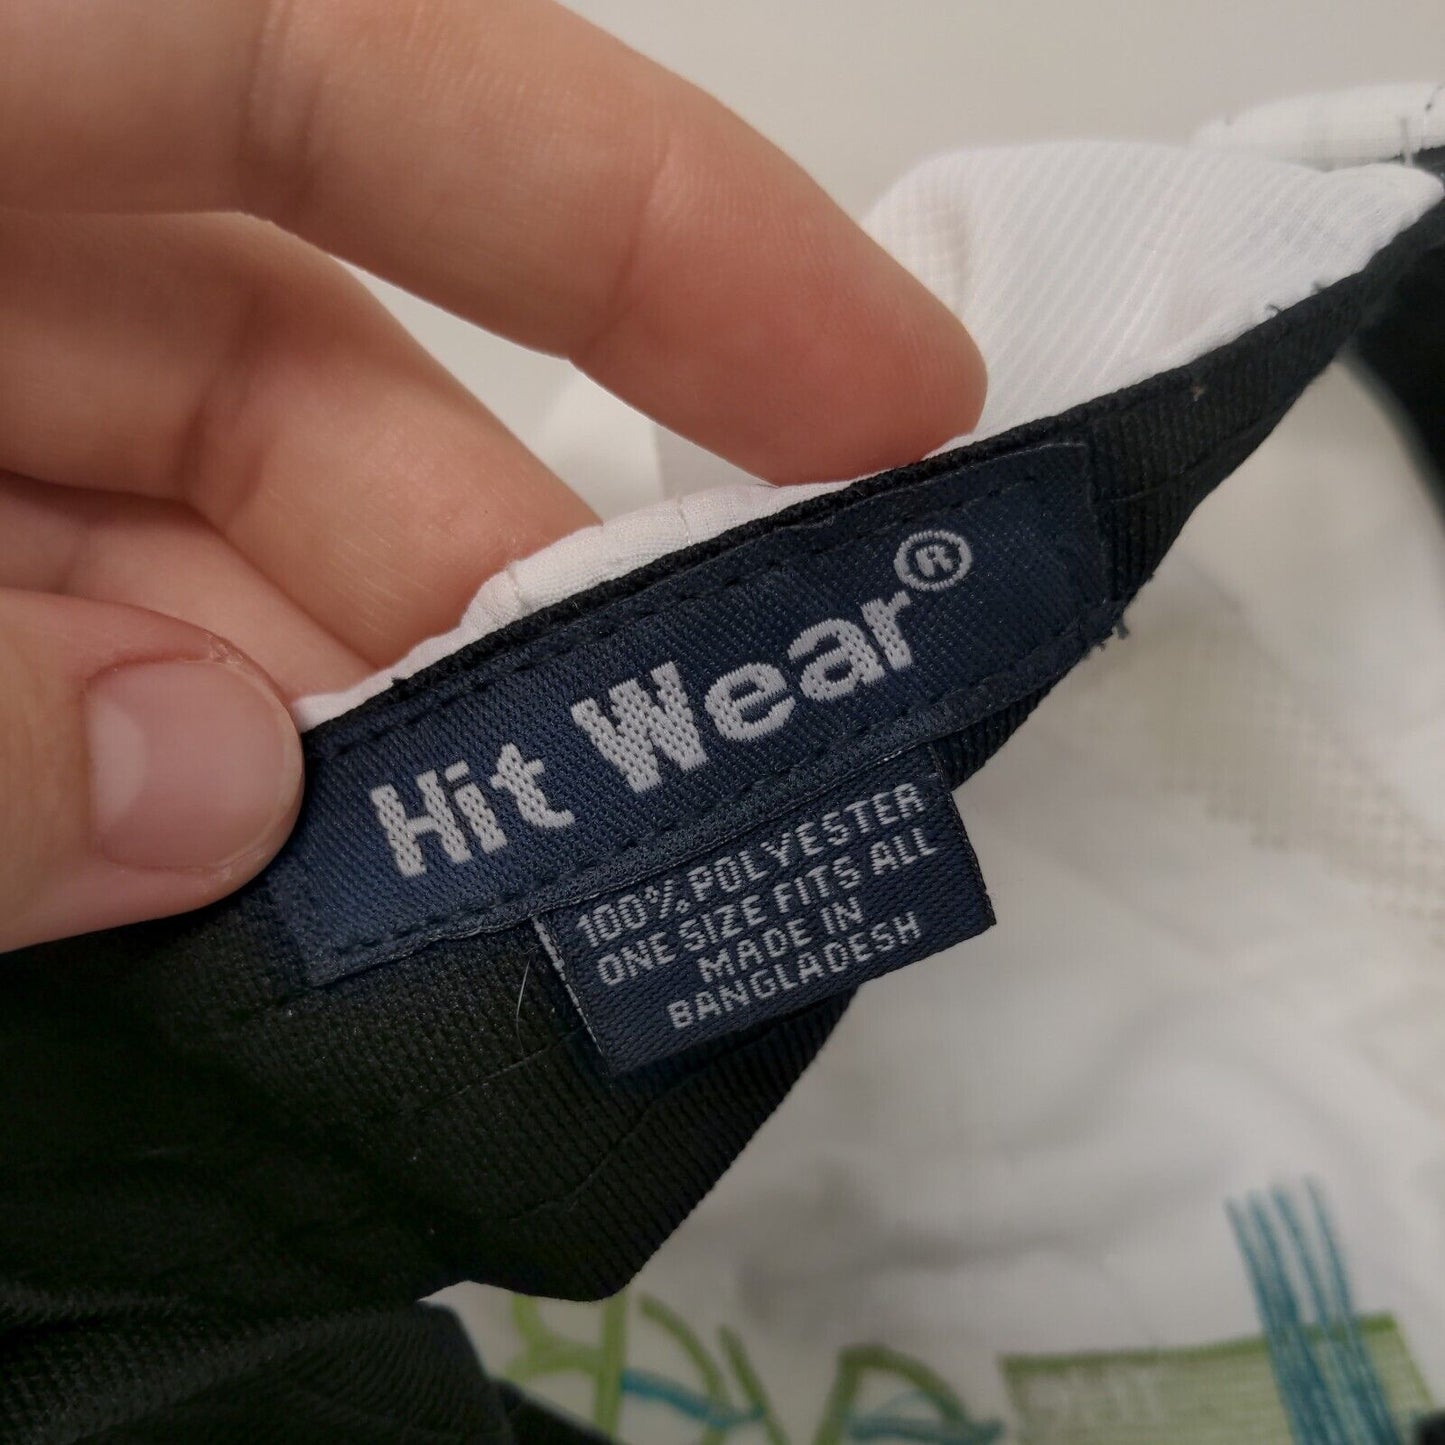 Hit Wear®
100% POLYESTER
ONE SIZE FITS ALL
MADE IN
BANGLADESH